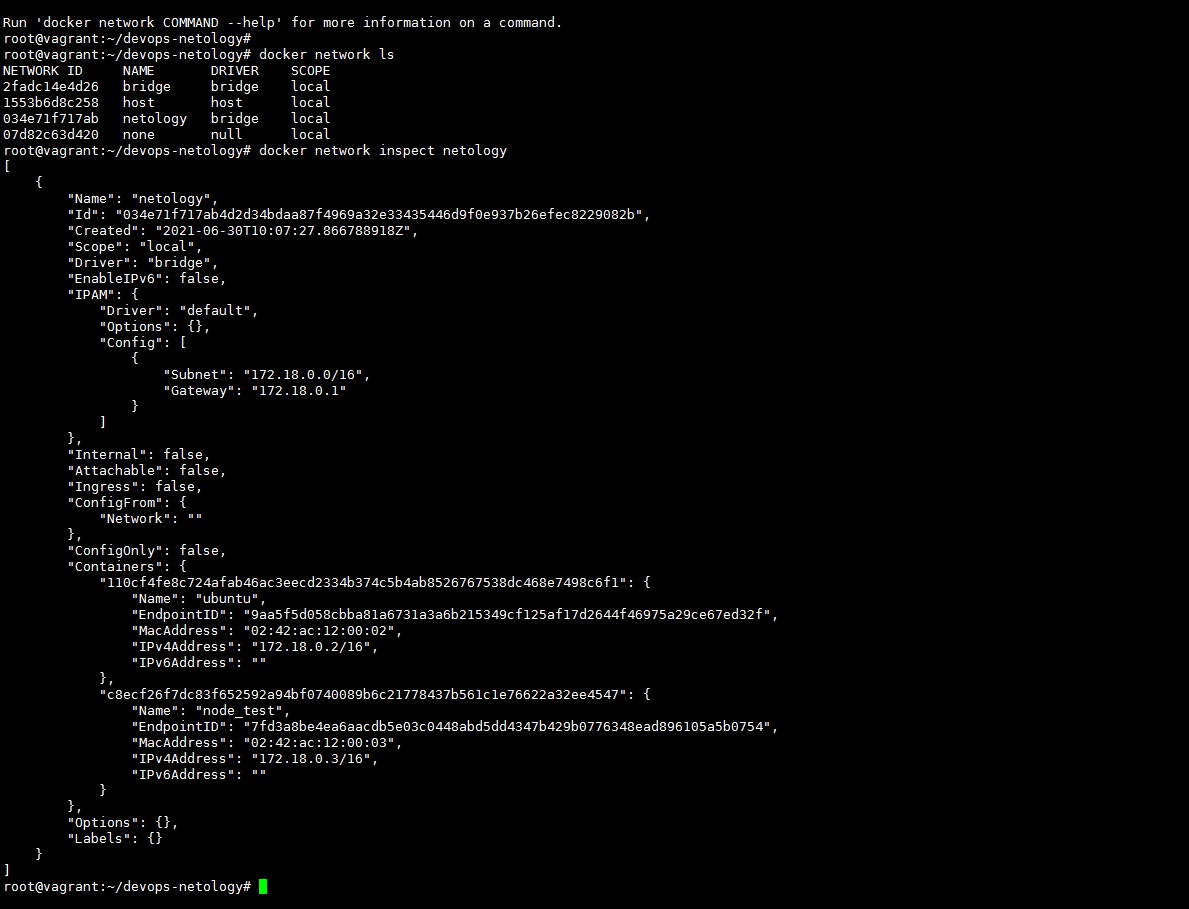 Run 'docker network COMMAND --help' for more information on a command.
root@vagrant:~/devops-netology#
root@vagrant:~/devops-netology# docker network ls
NETWORK ID     NAME       DRIVER    SCOPE
2fadc14e4d26   bridge     bridge    local
1553b6d8c258   host       host      local
034e71f717ab   netology   bridge    local
07d82c63d420   none       null      local
root@vagrant:~/devops-netology# docker network inspect netology
[
    {
        "Name": "netology",
        "Id": "034e71f717ab4d2d34bdaa87f4969a32e33435446d9f0e937b26efec8229082b",
        "Created": "2021-06-30T10:07:27.866788918Z",
        "Scope": "local",
        "Driver": "bridge",
        "EnableIPv6": false,
        "IPAM": {
            "Driver": "default",
            "Options": {},
            "Config": [
                {
                    "Subnet": "172.18.0.0/16",
                    "Gateway": "172.18.0.1"
                }
            ]
        },
        "Internal": false,
        "Attachable": false,
        "Ingress": false,
        "ConfigFrom": {
            "Network": ""
        },
        "ConfigOnly": false,
        "Containers": {
            "110cf4fe8c724afab46ac3eecd2334b374c5b4ab8526767538dc468e7498c6f1": {
                "Name": "ubuntu",
                "EndpointID": "9aa5f5d058cbba81a6731a3a6b215349cf125af17d2644f46975a29ce67ed32f",
                "MacAddress": "02:42:ac:12:00:02",
                "IPv4Address": "172.18.0.2/16",
                "IPv6Address": ""
            },
            "c8ecf26f7dc83f652592a94bf0740089b6c21778437b561c1e76622a32ee4547": {
                "Name": "node_test",
                "EndpointID": "7fd3a8be4ea6aacdb5e03c0448abd5dd4347b429b0776348ead896105a5b0754",
                "MacAddress": "02:42:ac:12:00:03",
                "IPv4Address": "172.18.0.3/16",
                "IPv6Address": ""
            }
        },
        "Options": {},
        "Labels": {}
    }
]
root@vagrant:~/devops-netology#